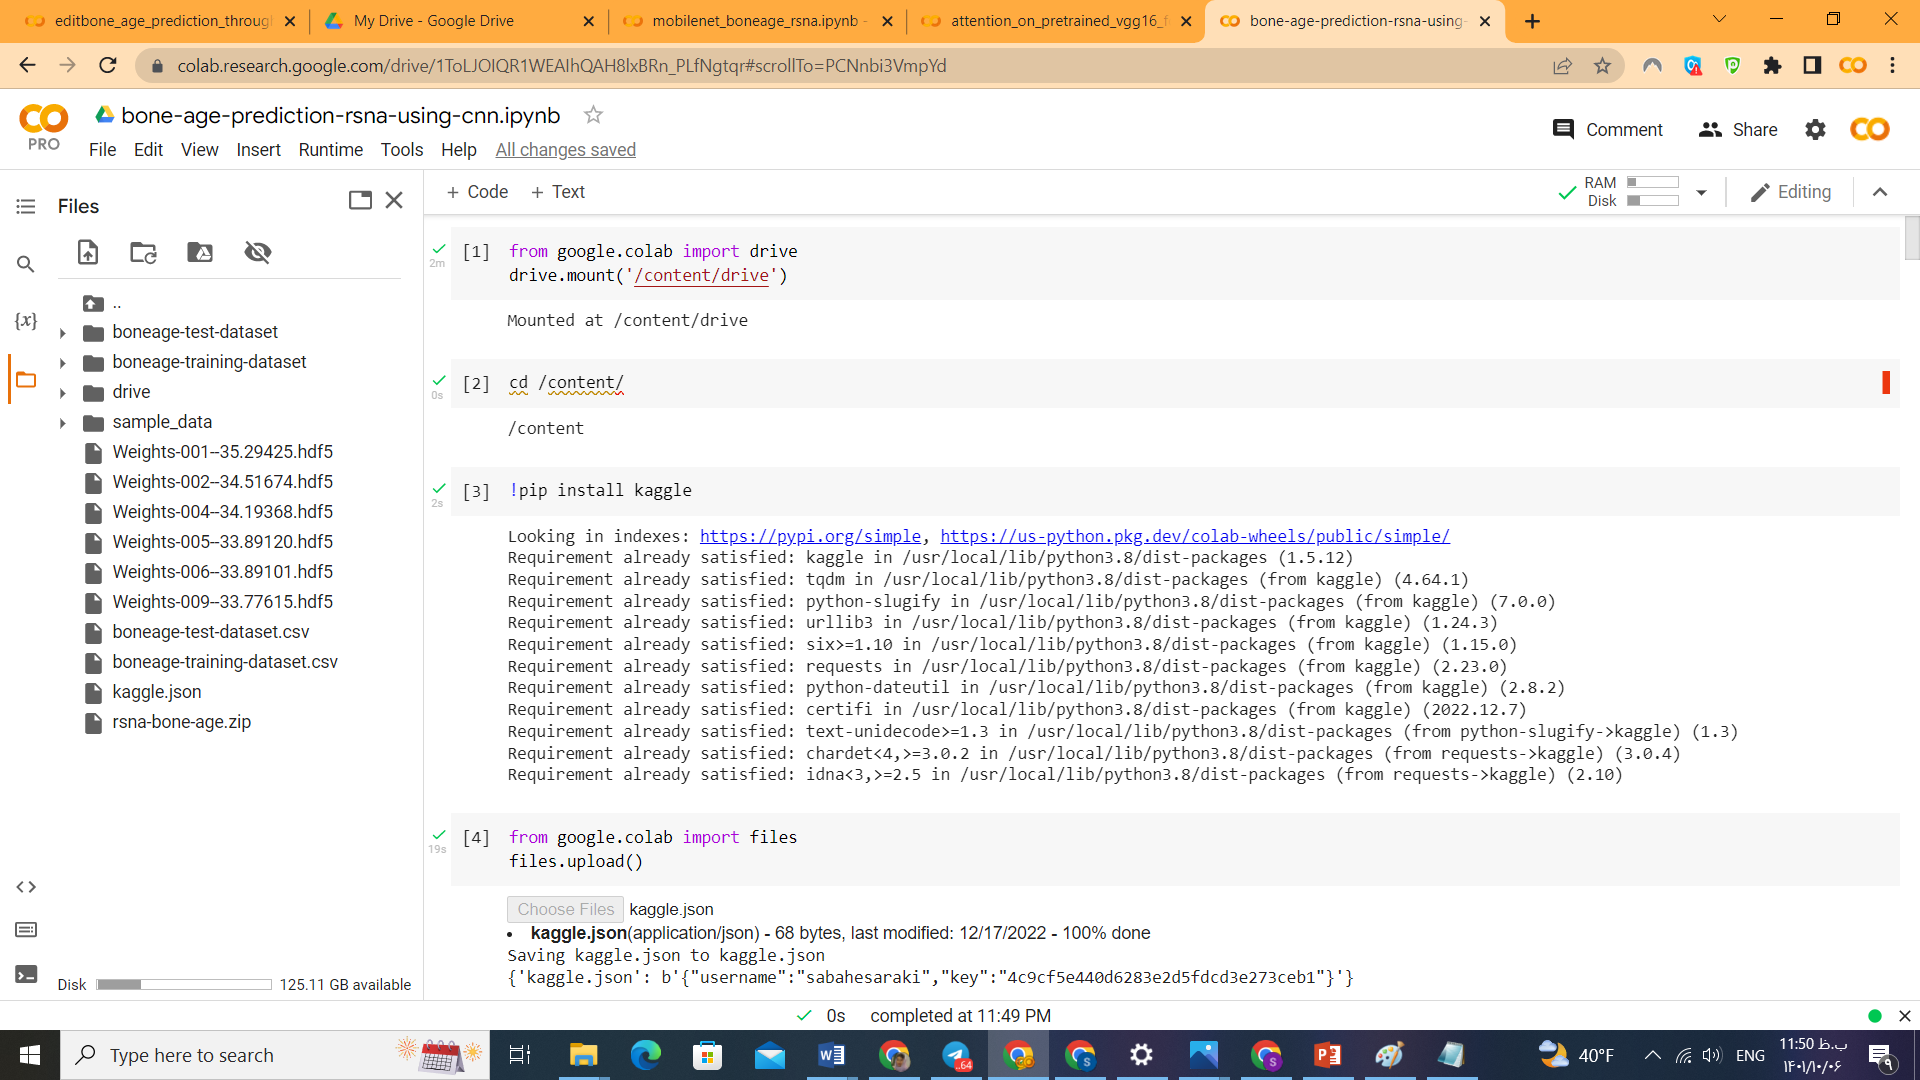 editbone_age_prediction_throug
My Drive - Google Drive
mobilenet_boneage_rsna.ipynb -
attention_on_pretrained_vgg16_f
bone-age-prediction-rsna-using-
colab.research.google.com/drive/1ToLJOIQR1WEAIhQAH8lxBRn_PLfNgtqr#scrollTo=PCNnbi3VmpYd
PRO
bone-age-prediction-rsna-using-cnn.ipynb
File Edit View Insert Runtime Tools Help All changes saved
Comment
Share
Files
+ Code + Text
RAM
Disk
Editing
..
boneage-test-dataset
boneage-training-dataset
drive
sample_data
Weights-001--35.29425.hdf5
Weights-002--34.51674.hdf5
Weights-004--34.19368.hdf5
Weights-005--33.89120.hdf5
Weights-006--33.89101.hdf5
Weights-009--33.77615.hdf5
boneage-test-dataset.csv
boneage-training-dataset.csv
kaggle.json
rsna-bone-age.zip
{x}
Disk 125.11 GB available
2m
[1] from google.colab import drive
drive.mount('/content/drive')
Mounted at /content/drive
0s
[2] cd /content/
/content
2s
[3] !pip install kaggle
Looking in indexes: https://pypi.org/simple, https://us-python.pkg.dev/colab-wheels/public/simple/
Requirement already satisfied: kaggle in /usr/local/lib/python3.8/dist-packages (1.5.12)
Requirement already satisfied: tqdm in /usr/local/lib/python3.8/dist-packages (from kaggle) (4.64.1)
Requirement already satisfied: python-slugify in /usr/local/lib/python3.8/dist-packages (from kaggle) (7.0.0)
Requirement already satisfied: urllib3 in /usr/local/lib/python3.8/dist-packages (from kaggle) (1.24.3)
Requirement already satisfied: six>=1.10 in /usr/local/lib/python3.8/dist-packages (from kaggle) (1.15.0)
Requirement already satisfied: requests in /usr/local/lib/python3.8/dist-packages (from kaggle) (2.23.0)
Requirement already satisfied: python-dateutil in /usr/local/lib/python3.8/dist-packages (from kaggle) (2.8.2)
Requirement already satisfied: certifi in /usr/local/lib/python3.8/dist-packages (from kaggle) (2022.12.7)
Requirement already satisfied: text-unidecode>=1.3 in /usr/local/lib/python3.8/dist-packages (from python-slugify->kaggle) (1.3)
Requirement already satisfied: chardet<4,>=3.0.2 in /usr/local/lib/python3.8/dist-packages (from requests->kaggle) (3.0.4)
Requirement already satisfied: idna<3,>=2.5 in /usr/local/lib/python3.8/dist-packages (from requests->kaggle) (2.10)
19s
[4] from google.colab import files
files.upload()
Choose Files kaggle.json
• kaggle.json(application/json) - 68 bytes, last modified: 12/17/2022 - 100% done
Saving kaggle.json to kaggle.json
{'kaggle.json': b'{"username":"sabahesaraki","key":"4c9cf5e440d6283e2d5fdcd3e273ceb1"}'}
0s completed at 11:49 PM
Type here to search
..64
40°F
ENG
11:50 ب.ظ
۱۴۰۱/۱۰/۰۶
۹